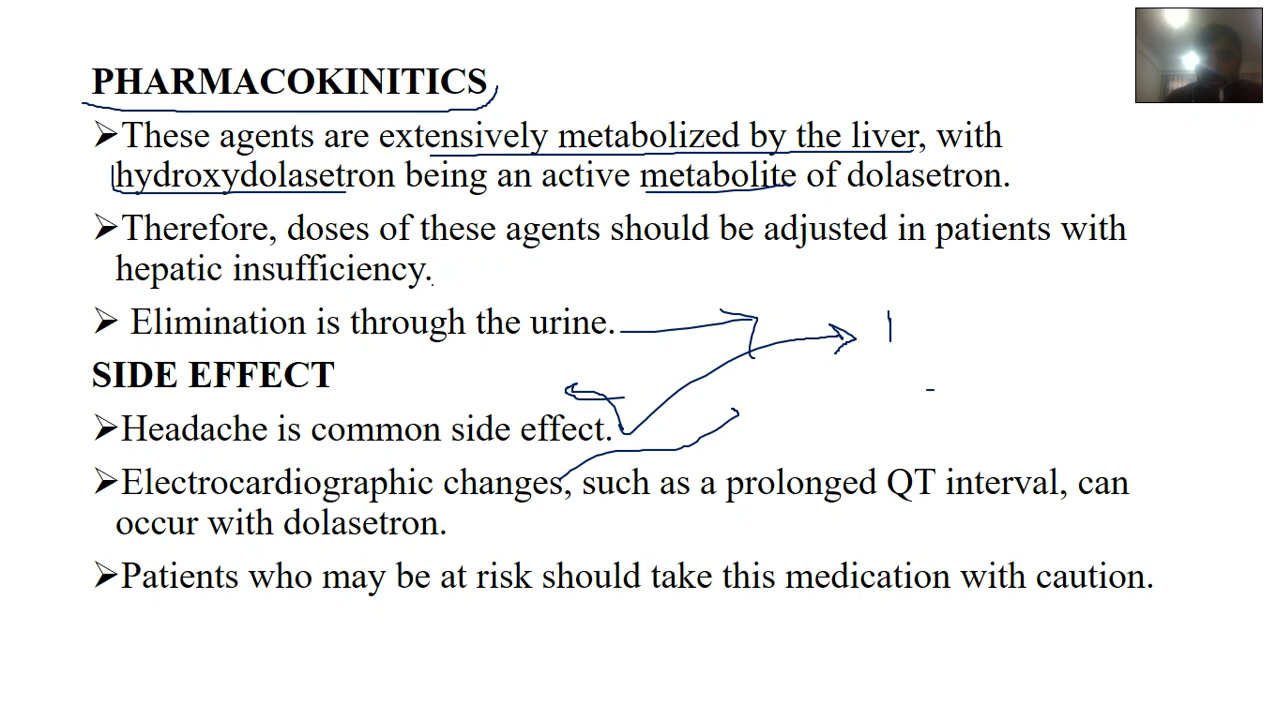 PHARMACOKINITICS
➢These agents are extensively metabolized by the liver, with
hydroxydolasetron being an active metabolite of dolasetron.
➢Therefore, doses of these agents should be adjusted in patients with
hepatic insufficiency.
➢ Elimination is through the urine.
SIDE EFFECT
➢Headache is common side effect.
➢Electrocardiographic changes, such as a prolonged QT interval, can
occur with dolasetron.
➢Patients who may be at risk should take this medication with caution.